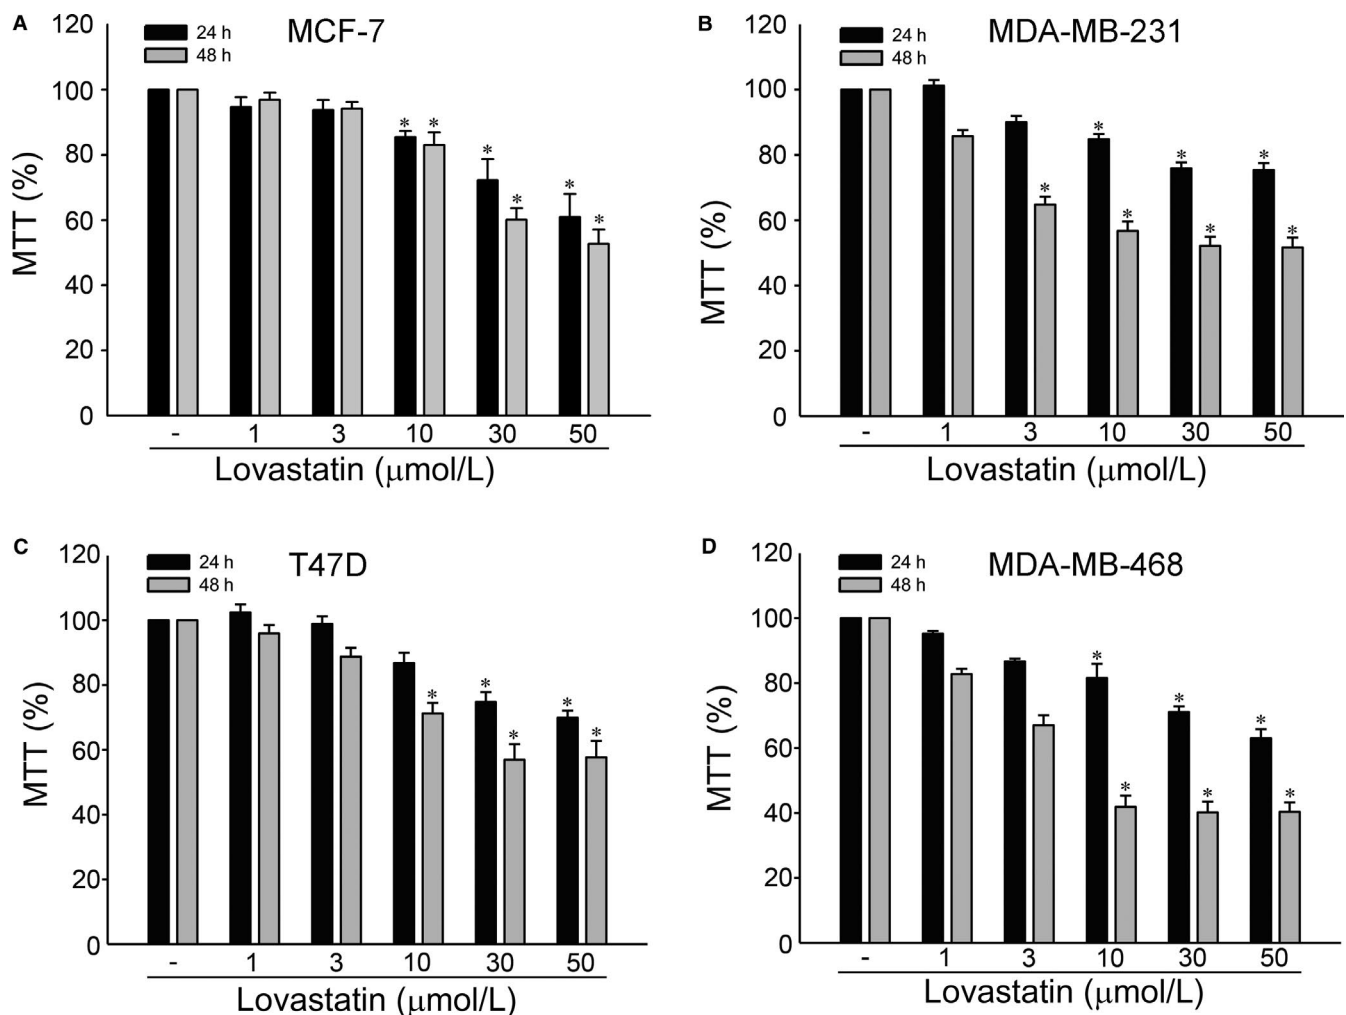 A
MCF-7
24 h
48 h
120
100
80
60
40
20
0
MTT (%)
* * * * * *
- 1 3 10 30 50
Lovastatin (μmol/L)
B
MDA-MB-231
24 h
48 h
120
100
80
60
40
20
0
MTT (%)
* * * * * * *
- 1 3 10 30 50
Lovastatin (μmol/L)
C
T47D
24 h
48 h
120
100
80
60
40
20
0
MTT (%)
* * * * *
- 1 3 10 30 50
Lovastatin (μmol/L)
D
MDA-MB-468
24 h
48 h
120
100
80
60
40
20
0
MTT (%)
* * * * * *
- 1 3 10 30 50
Lovastatin (μmol/L)